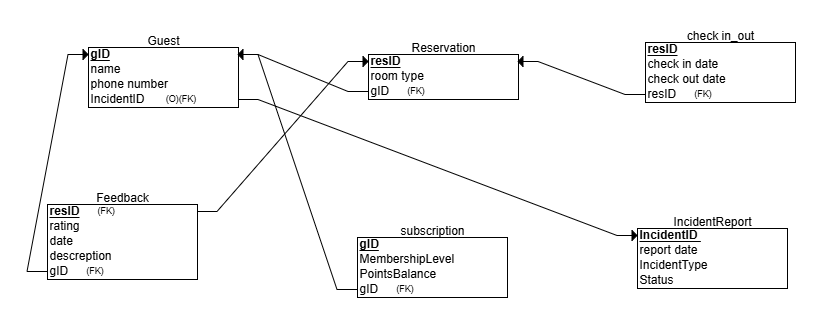 Guest
gID
name
phone number
IncidentID (O)(FK)
Reservation
resID
room type
gID (FK)
check in_out
resID
check in date
check out date
resID (FK)
Feedback
resID (FK)
rating
date
descreption
gID (FK)
subscription
gID
MembershipLevel
PointsBalance
gID (FK)
IncidentReport
IncidentID
report date
IncidentType
Status